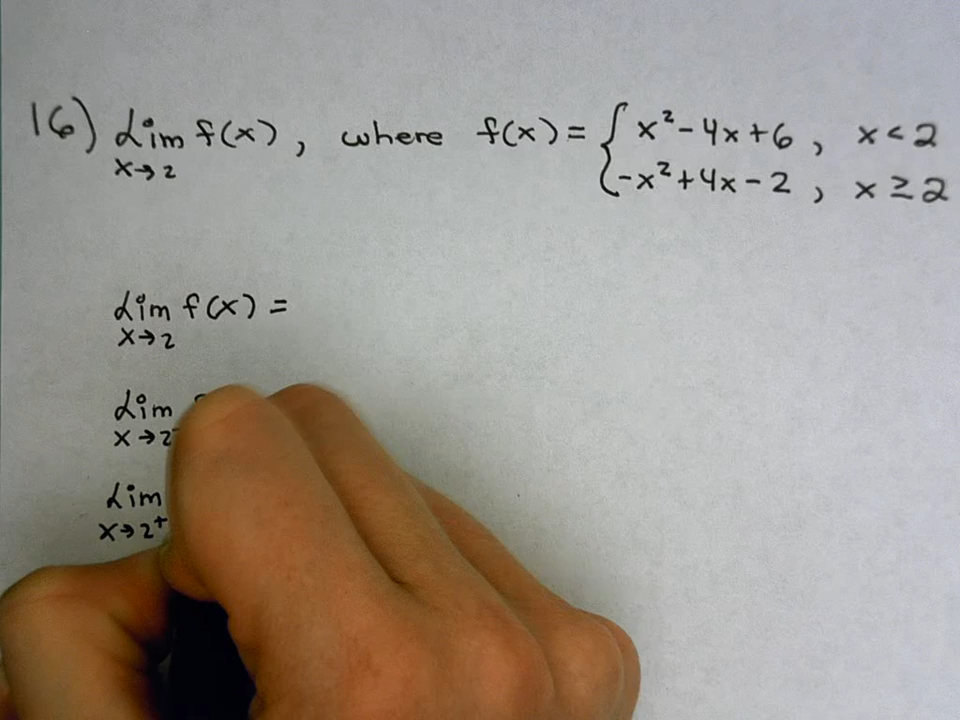 16) Lim f(x), where f(x) = { x² - 4x + 6 , x < 2
x→2 -x² + 4x - 2 , x ≥ 2
Lim f(x) =
x→2
Lim
x→2⁻
Lim
x→2⁺